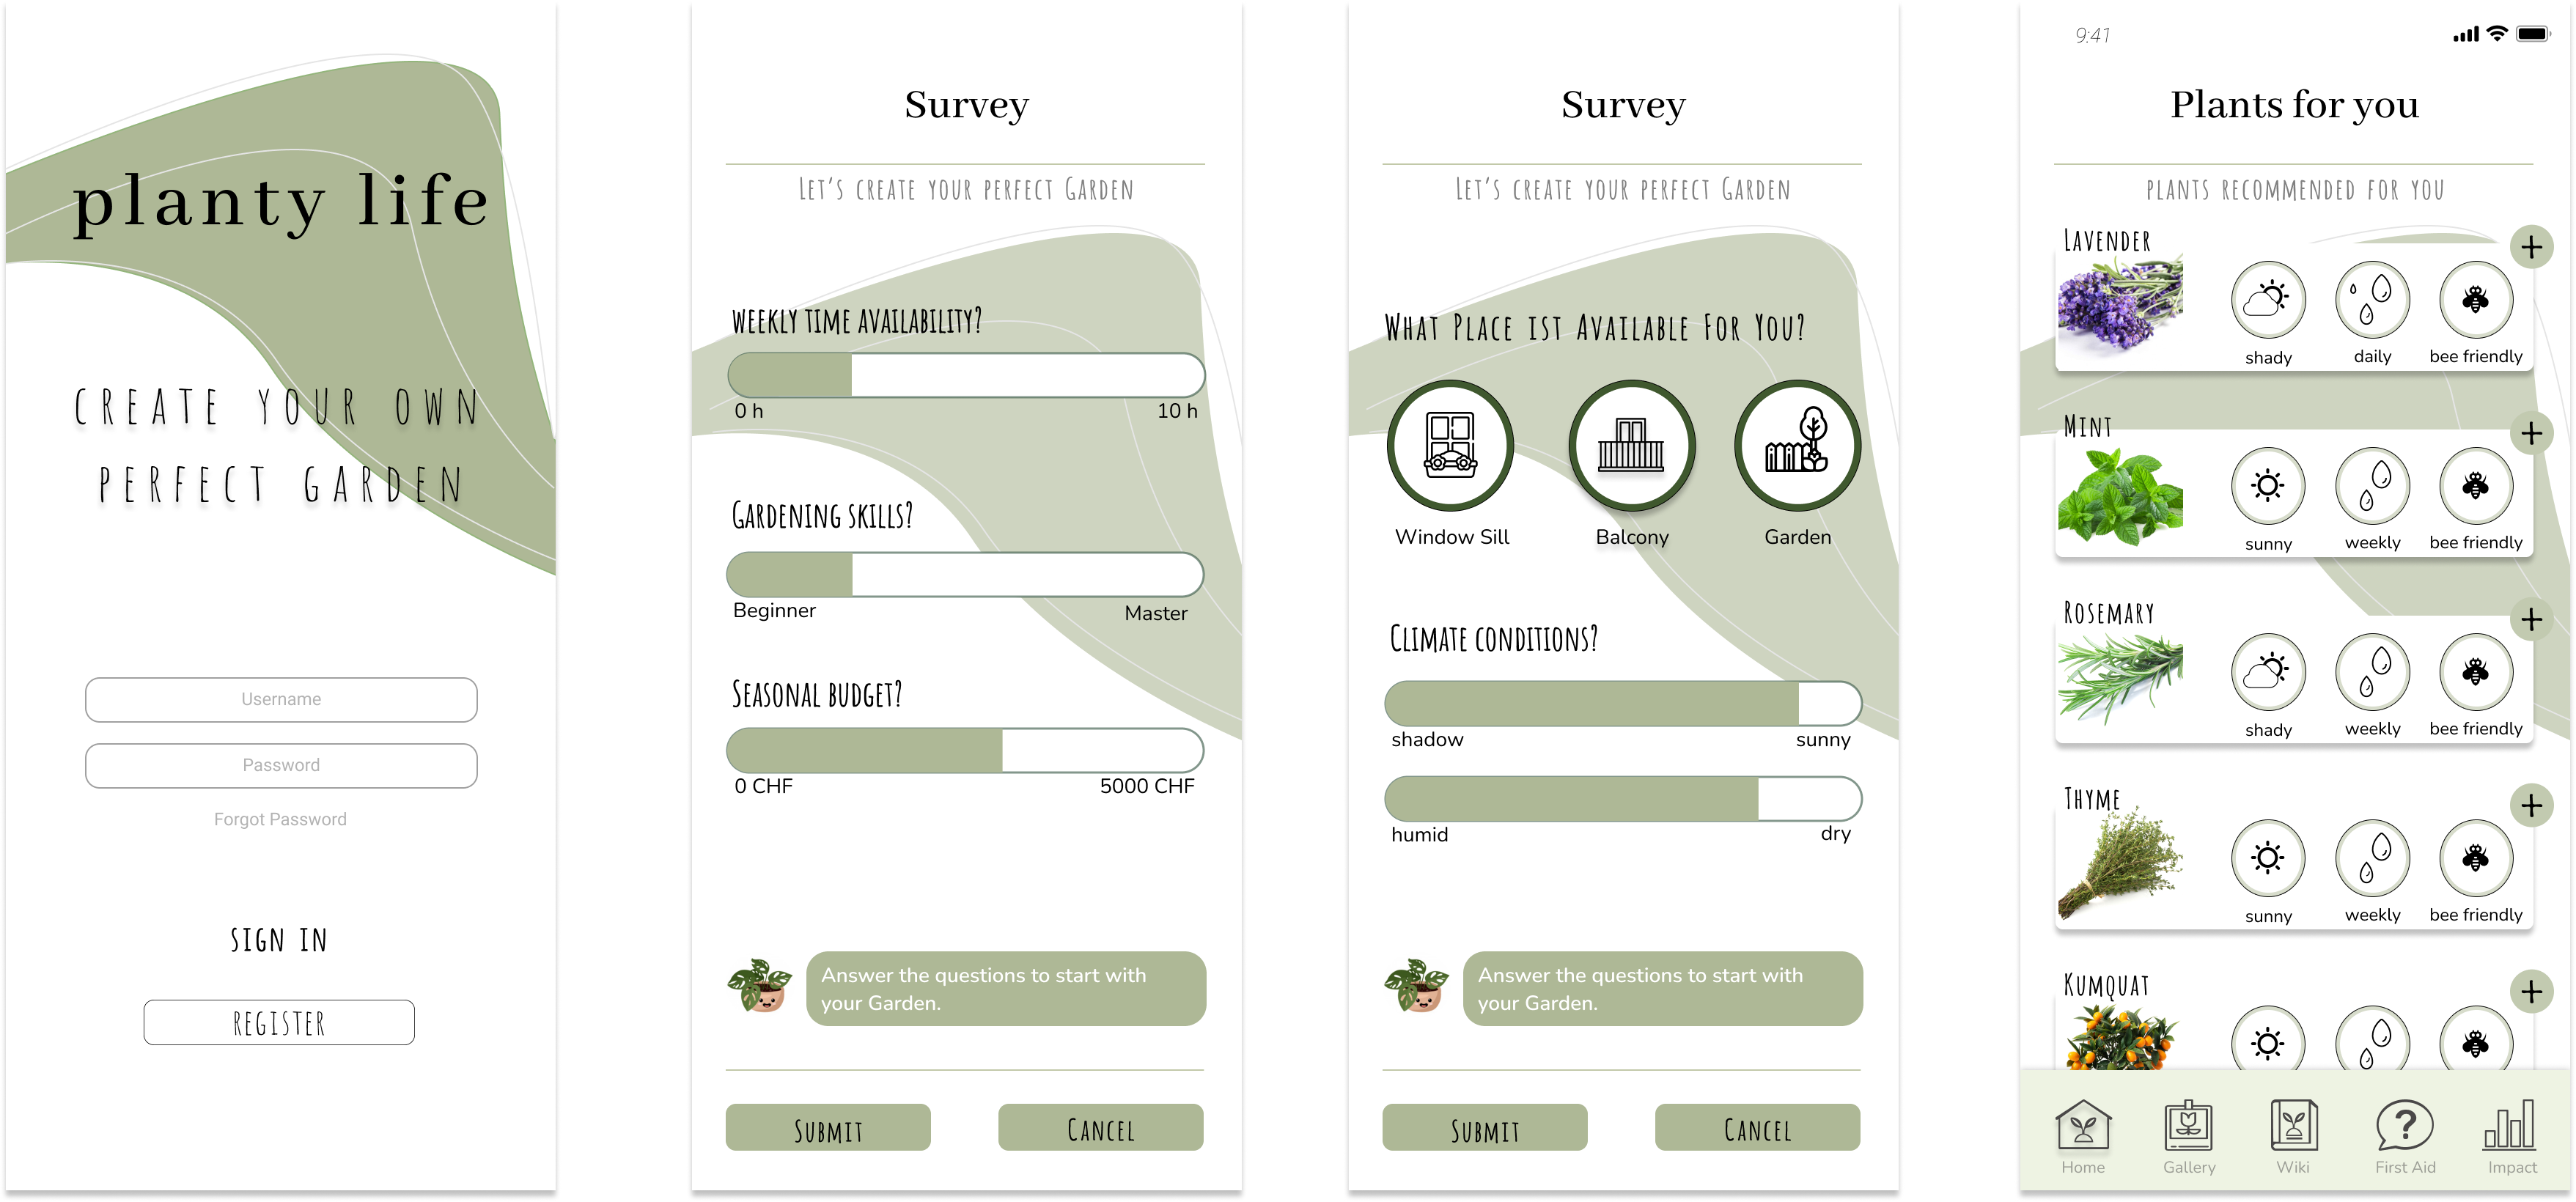 planty life
CREATE YOUR OWN
PERFECT GARDEN
Username
Password
Forgot Password
SIGN IN
REGISTER
Survey
LET'S CREATE YOUR PERFECT GARDEN
WEEKLY TIME AVAILABILITY?
0 h
10 h
GARDENING SKILLS?
Beginner
Master
SEASONAL BUDGET?
0 CHF
5000 CHF
Answer the questions to start with
your Garden.
SUBMIT
CANCEL
Survey
LET'S CREATE YOUR PERFECT GARDEN
WHAT PLACE IST AVAILABLE FOR YOU?
Window Sill
Balcony
Garden
CLIMATE CONDITIONS?
shadow
sunny
humid
dry
Answer the questions to start with
your Garden.
SUBMIT
CANCEL
9:41
Plants for you
PLANTS RECOMMENDED FOR YOU
LAVENDER
shady
daily
bee friendly
MINT
sunny
weekly
bee friendly
ROSEMARY
shady
weekly
bee friendly
THYME
sunny
weekly
bee friendly
KUMQUAT
Home
Gallery
Wiki
First Aid
Impact